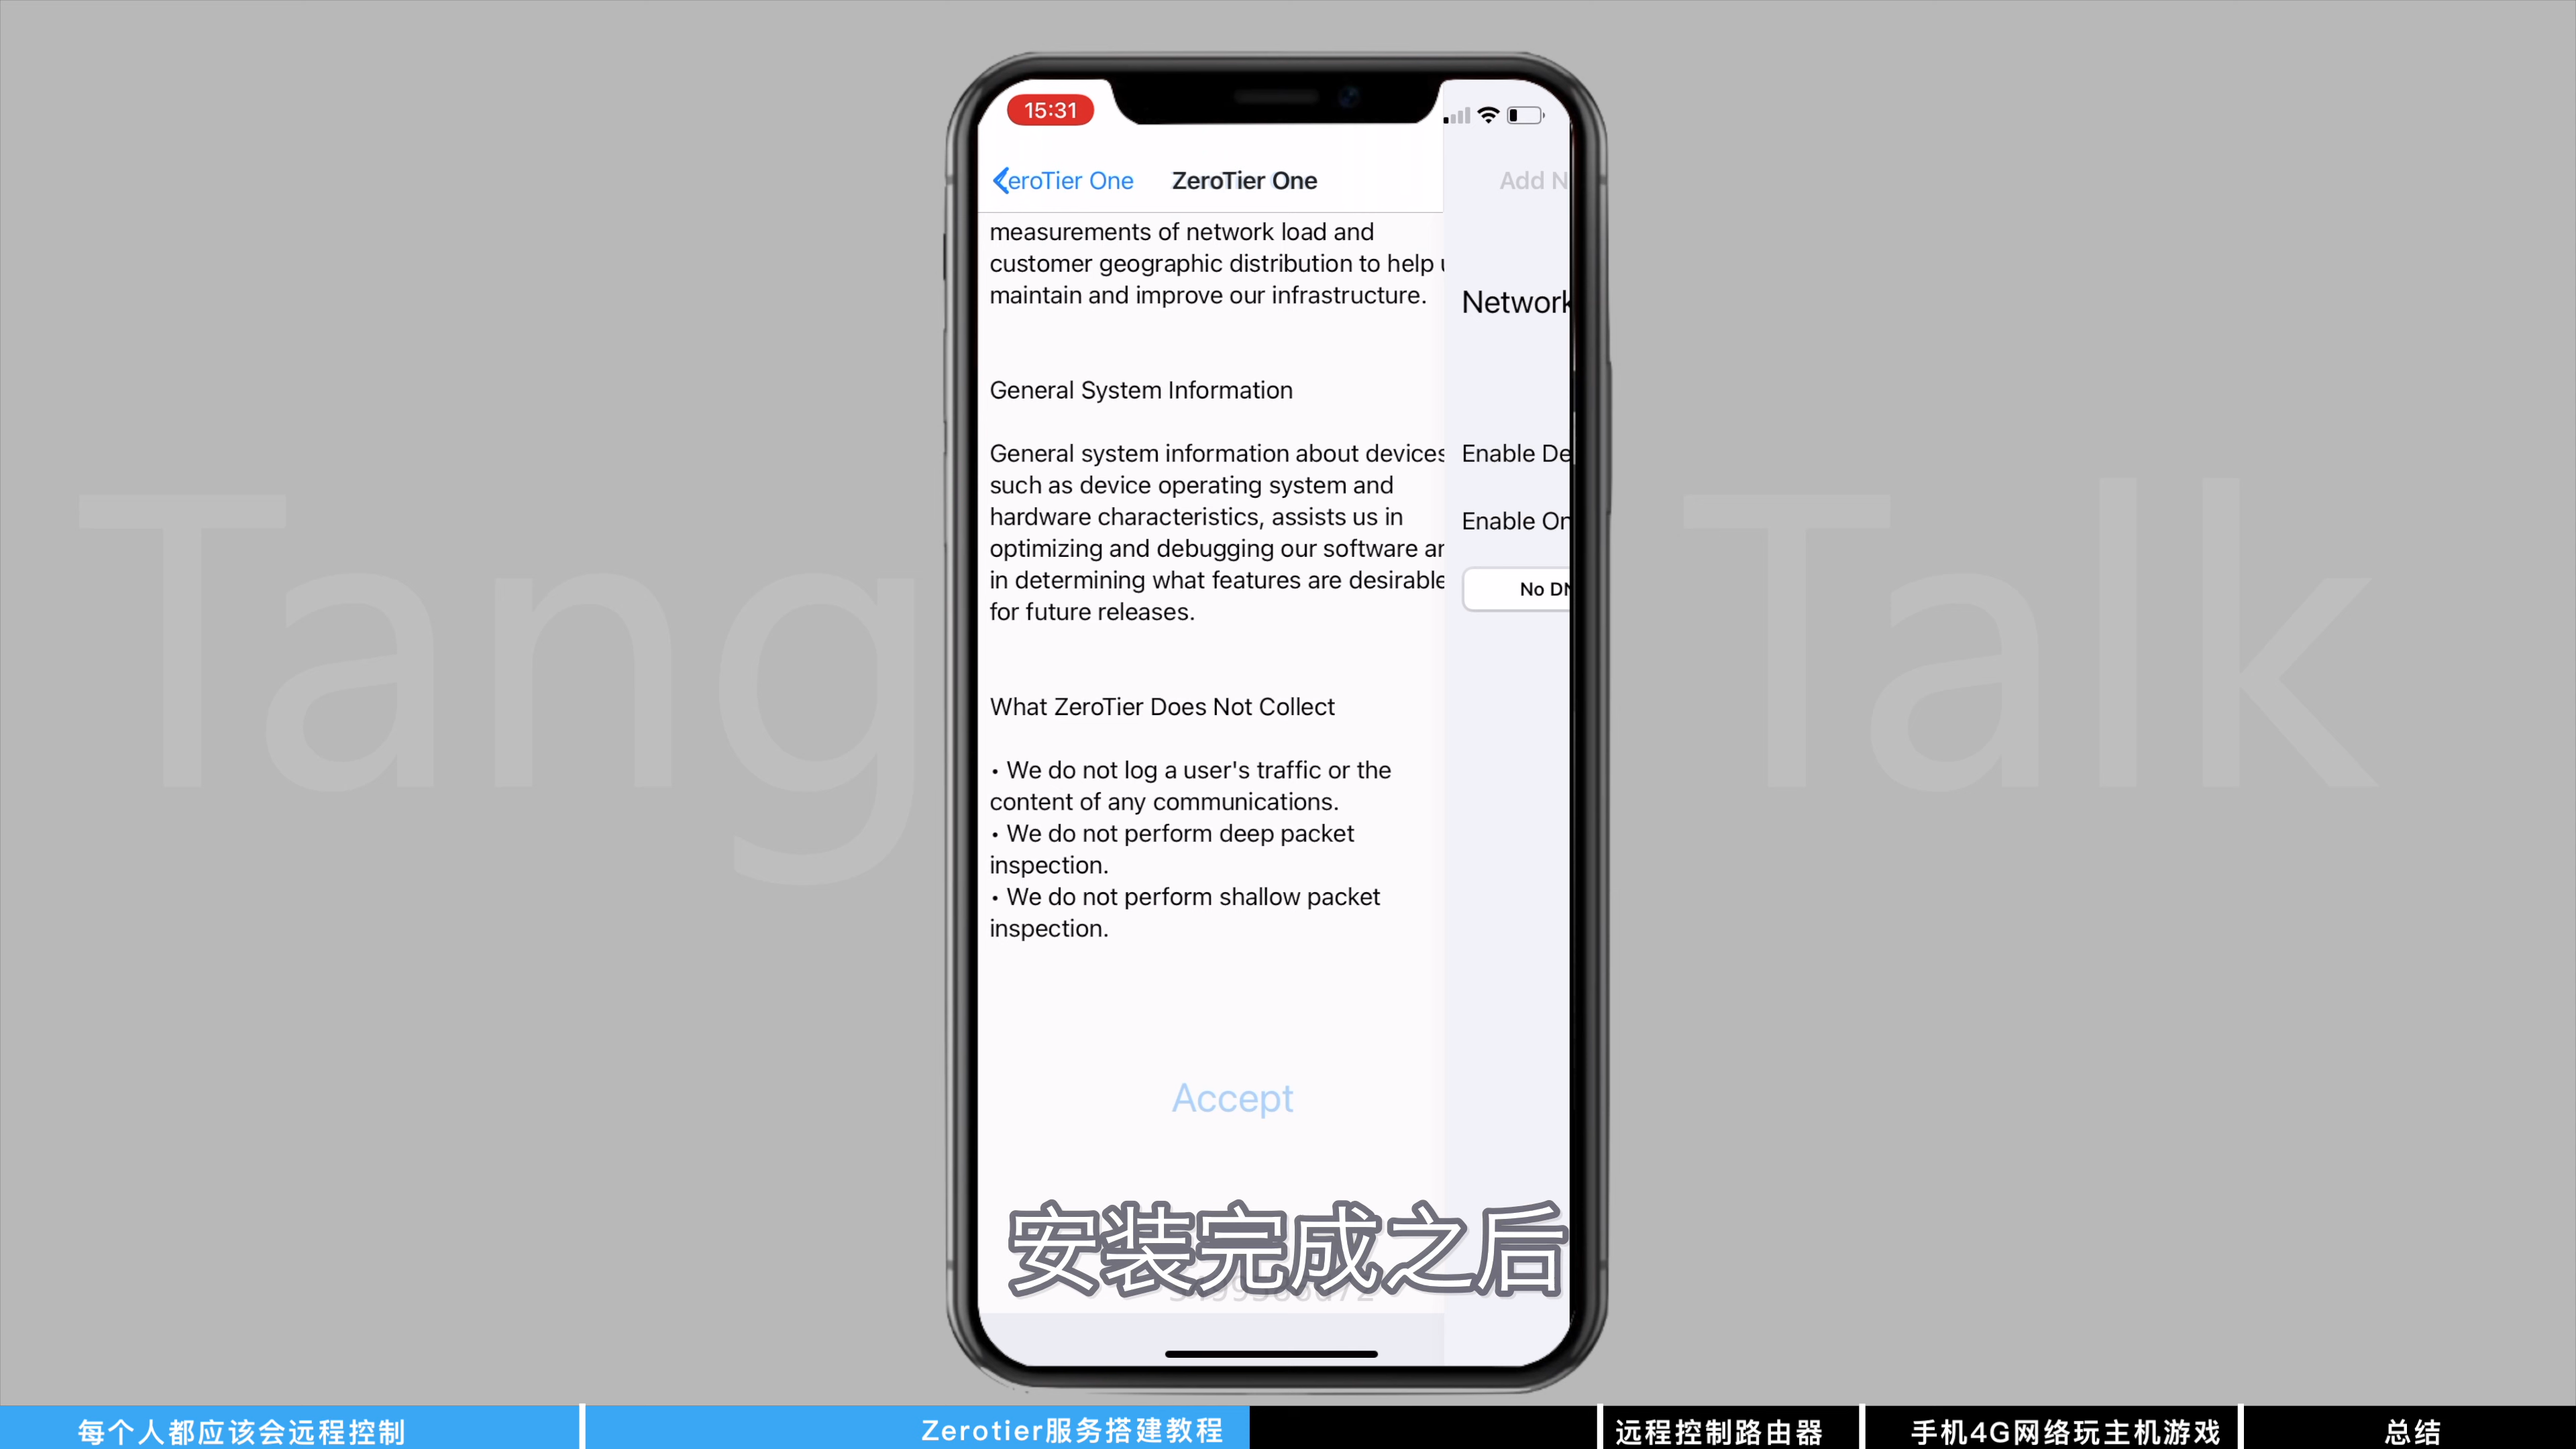 15:31
eroTier One
ZeroTier One
Add N
measurements of network load and
customer geographic distribution to help
maintain and improve our infrastructure.
Network
General System Information
General system information about devices
such as device operating system and
hardware characteristics, assists us in
optimizing and debugging our software
in determining what features are desirable
for future releases.
Enable De
Enable On
No DN
What ZeroTier Does Not Collect
• We do not log a user's traffic or the
content of any communications.
• We do not perform deep packet
inspection.
• We do not perform shallow packet
inspection.
Accept
安装完成之后
Tang
Talk
每个人都应该会远程控制
Zerotier服务搭建教程
远程控制路由器
手机4G网络玩主机游戏
总结